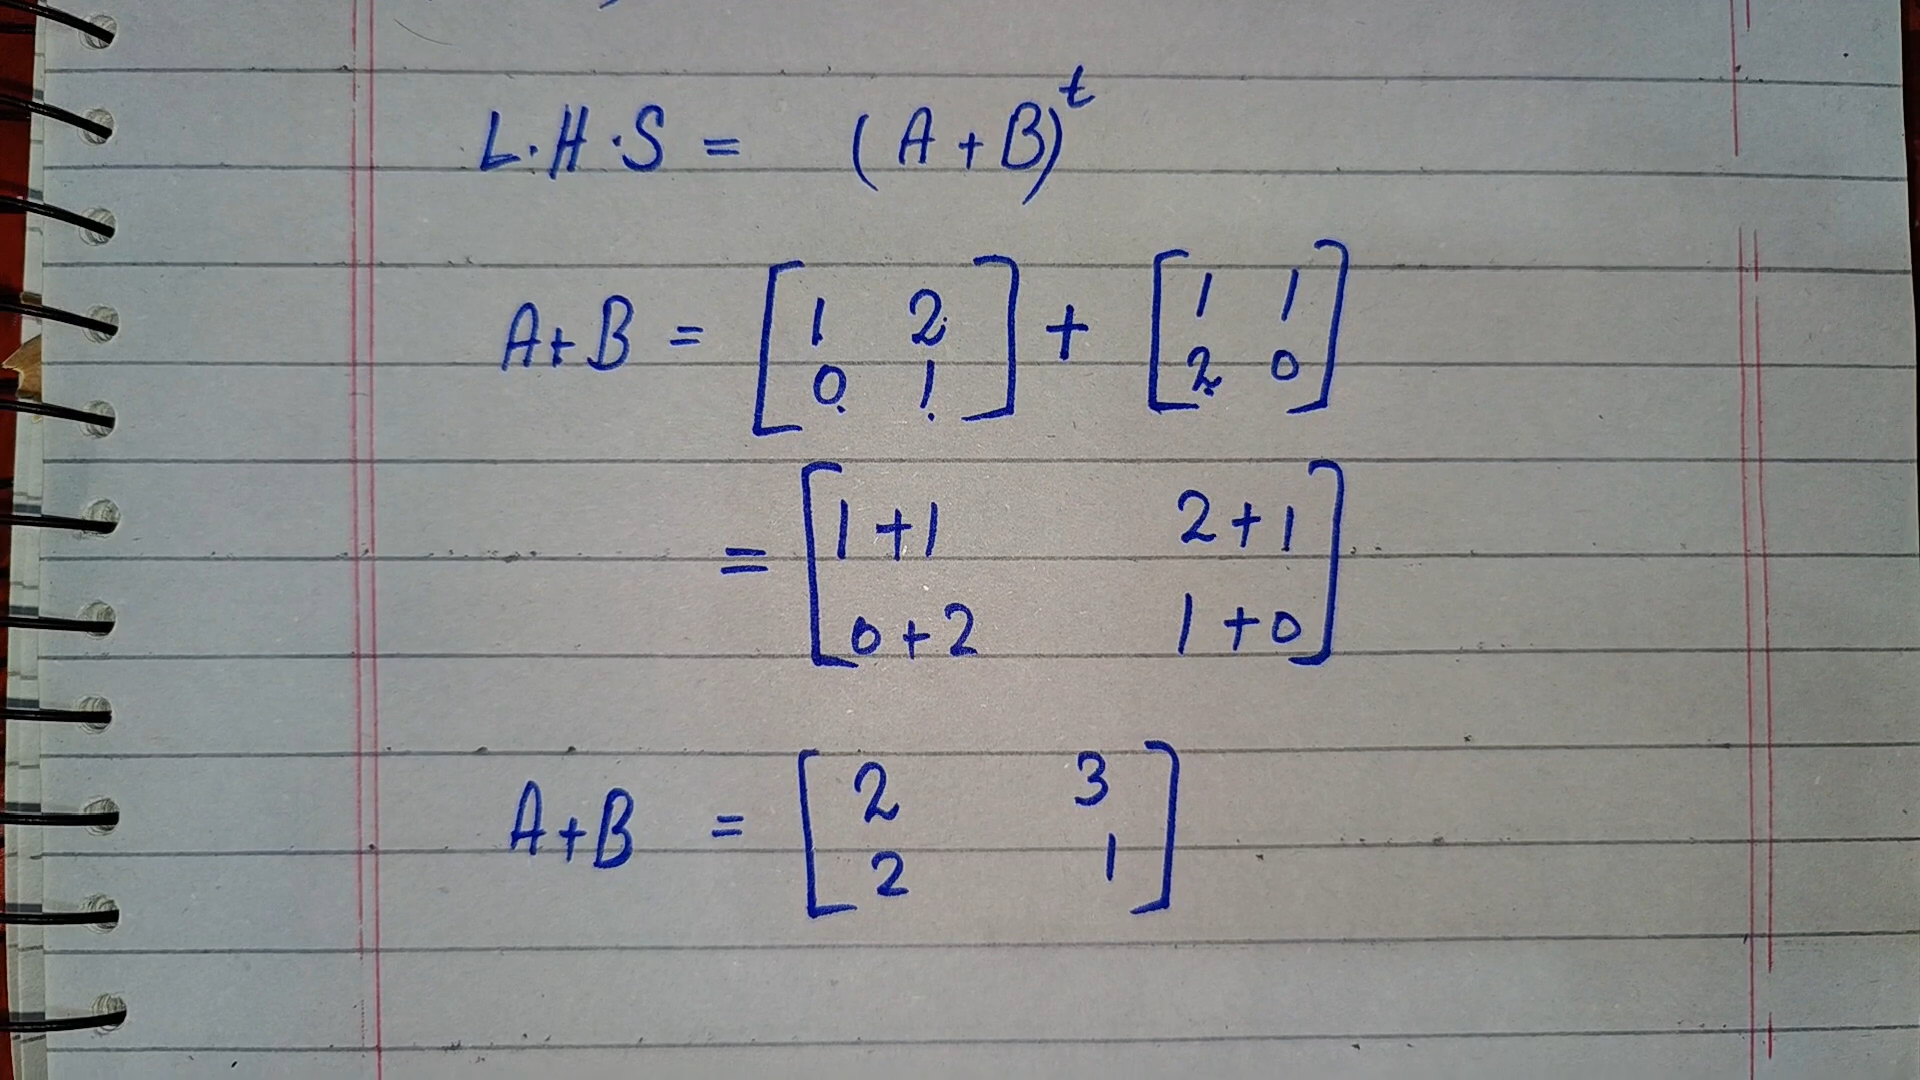 L.H.S = (A+B)^t
A+B = [1 2] + [1 1]
[0 1] [2 0]
= [1+1 2+1]
[0+2 1+0]
A+B = [2 3]
[2 1]